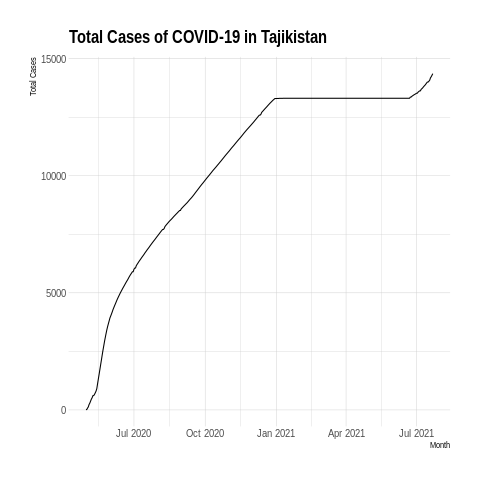 Total Cases of COVID-19 in Tajikistan
Total Cases
15000
10000
5000
0
Jul 2020 Oct 2020 Jan 2021 Apr 2021 Jul 2021
Month